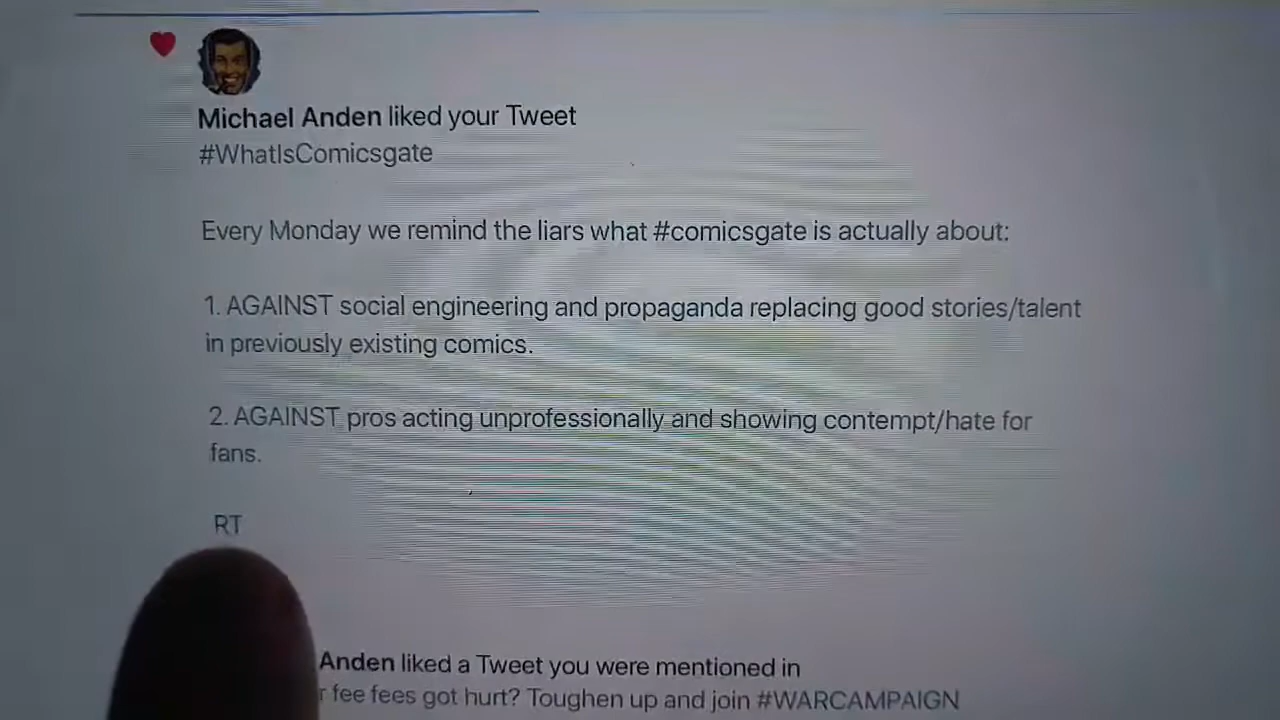 Michael Anden liked your Tweet
#WhatIsComicsgate
Every Monday we remind the liars what #comicsgate is actually about:
1. AGAINST social engineering and propaganda replacing good stories/talent
in previously existing comics.
2. AGAINST pros acting unprofessionally and showing contempt/hate for
fans.
RT
Anden liked a Tweet you were mentioned in
r fee fees got hurt? Toughen up and join #WARCAMPAIGN